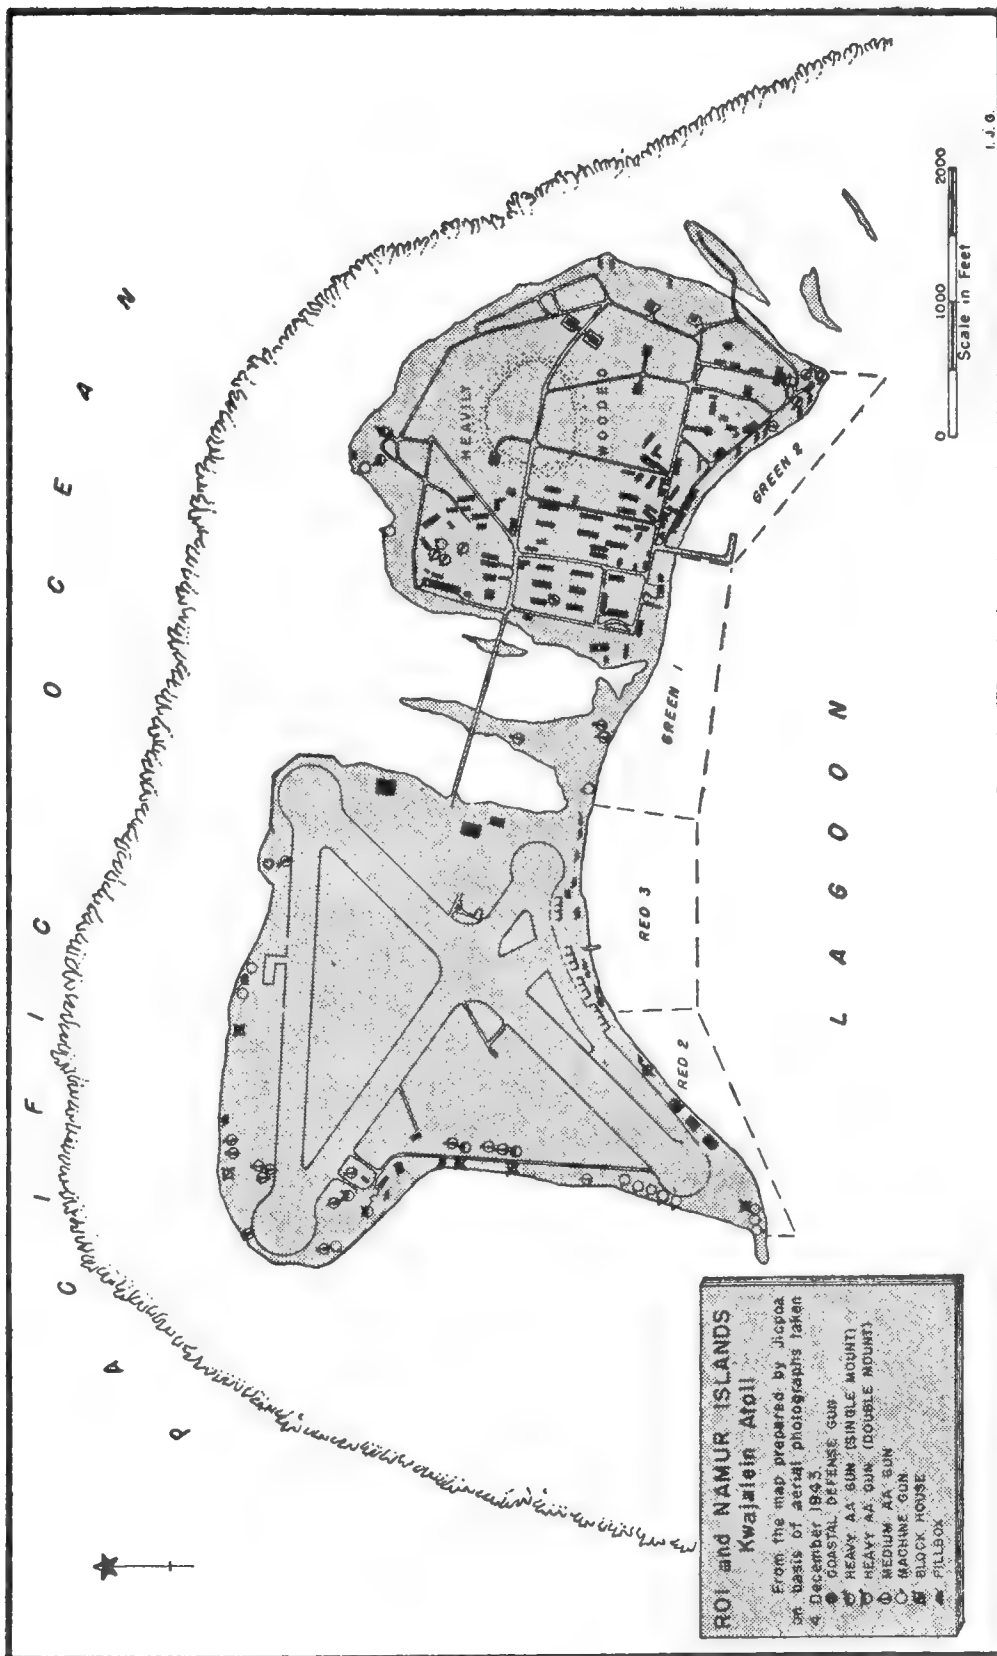 PACIFIC OCEAN
HEAVILY
WOODED
GREEN 2
GREEN 1
RED 3
RED 2
LAGOON
0 1000 2000
Scale in Feet
I. J. G.
ROI and NAMUR ISLANDS
Kwajalein Atoll
From the map prepared by Jicpoa
on basis of aerial photographs taken
4 December 1943.
COASTAL DEFENSE GUN
HEAVY AA GUN (SINGLE MOUNT)
HEAVY AA GUN (DOUBLE MOUNT)
MEDIUM AA GUN
MACHINE GUN
BLOCK HOUSE
PILLBOX